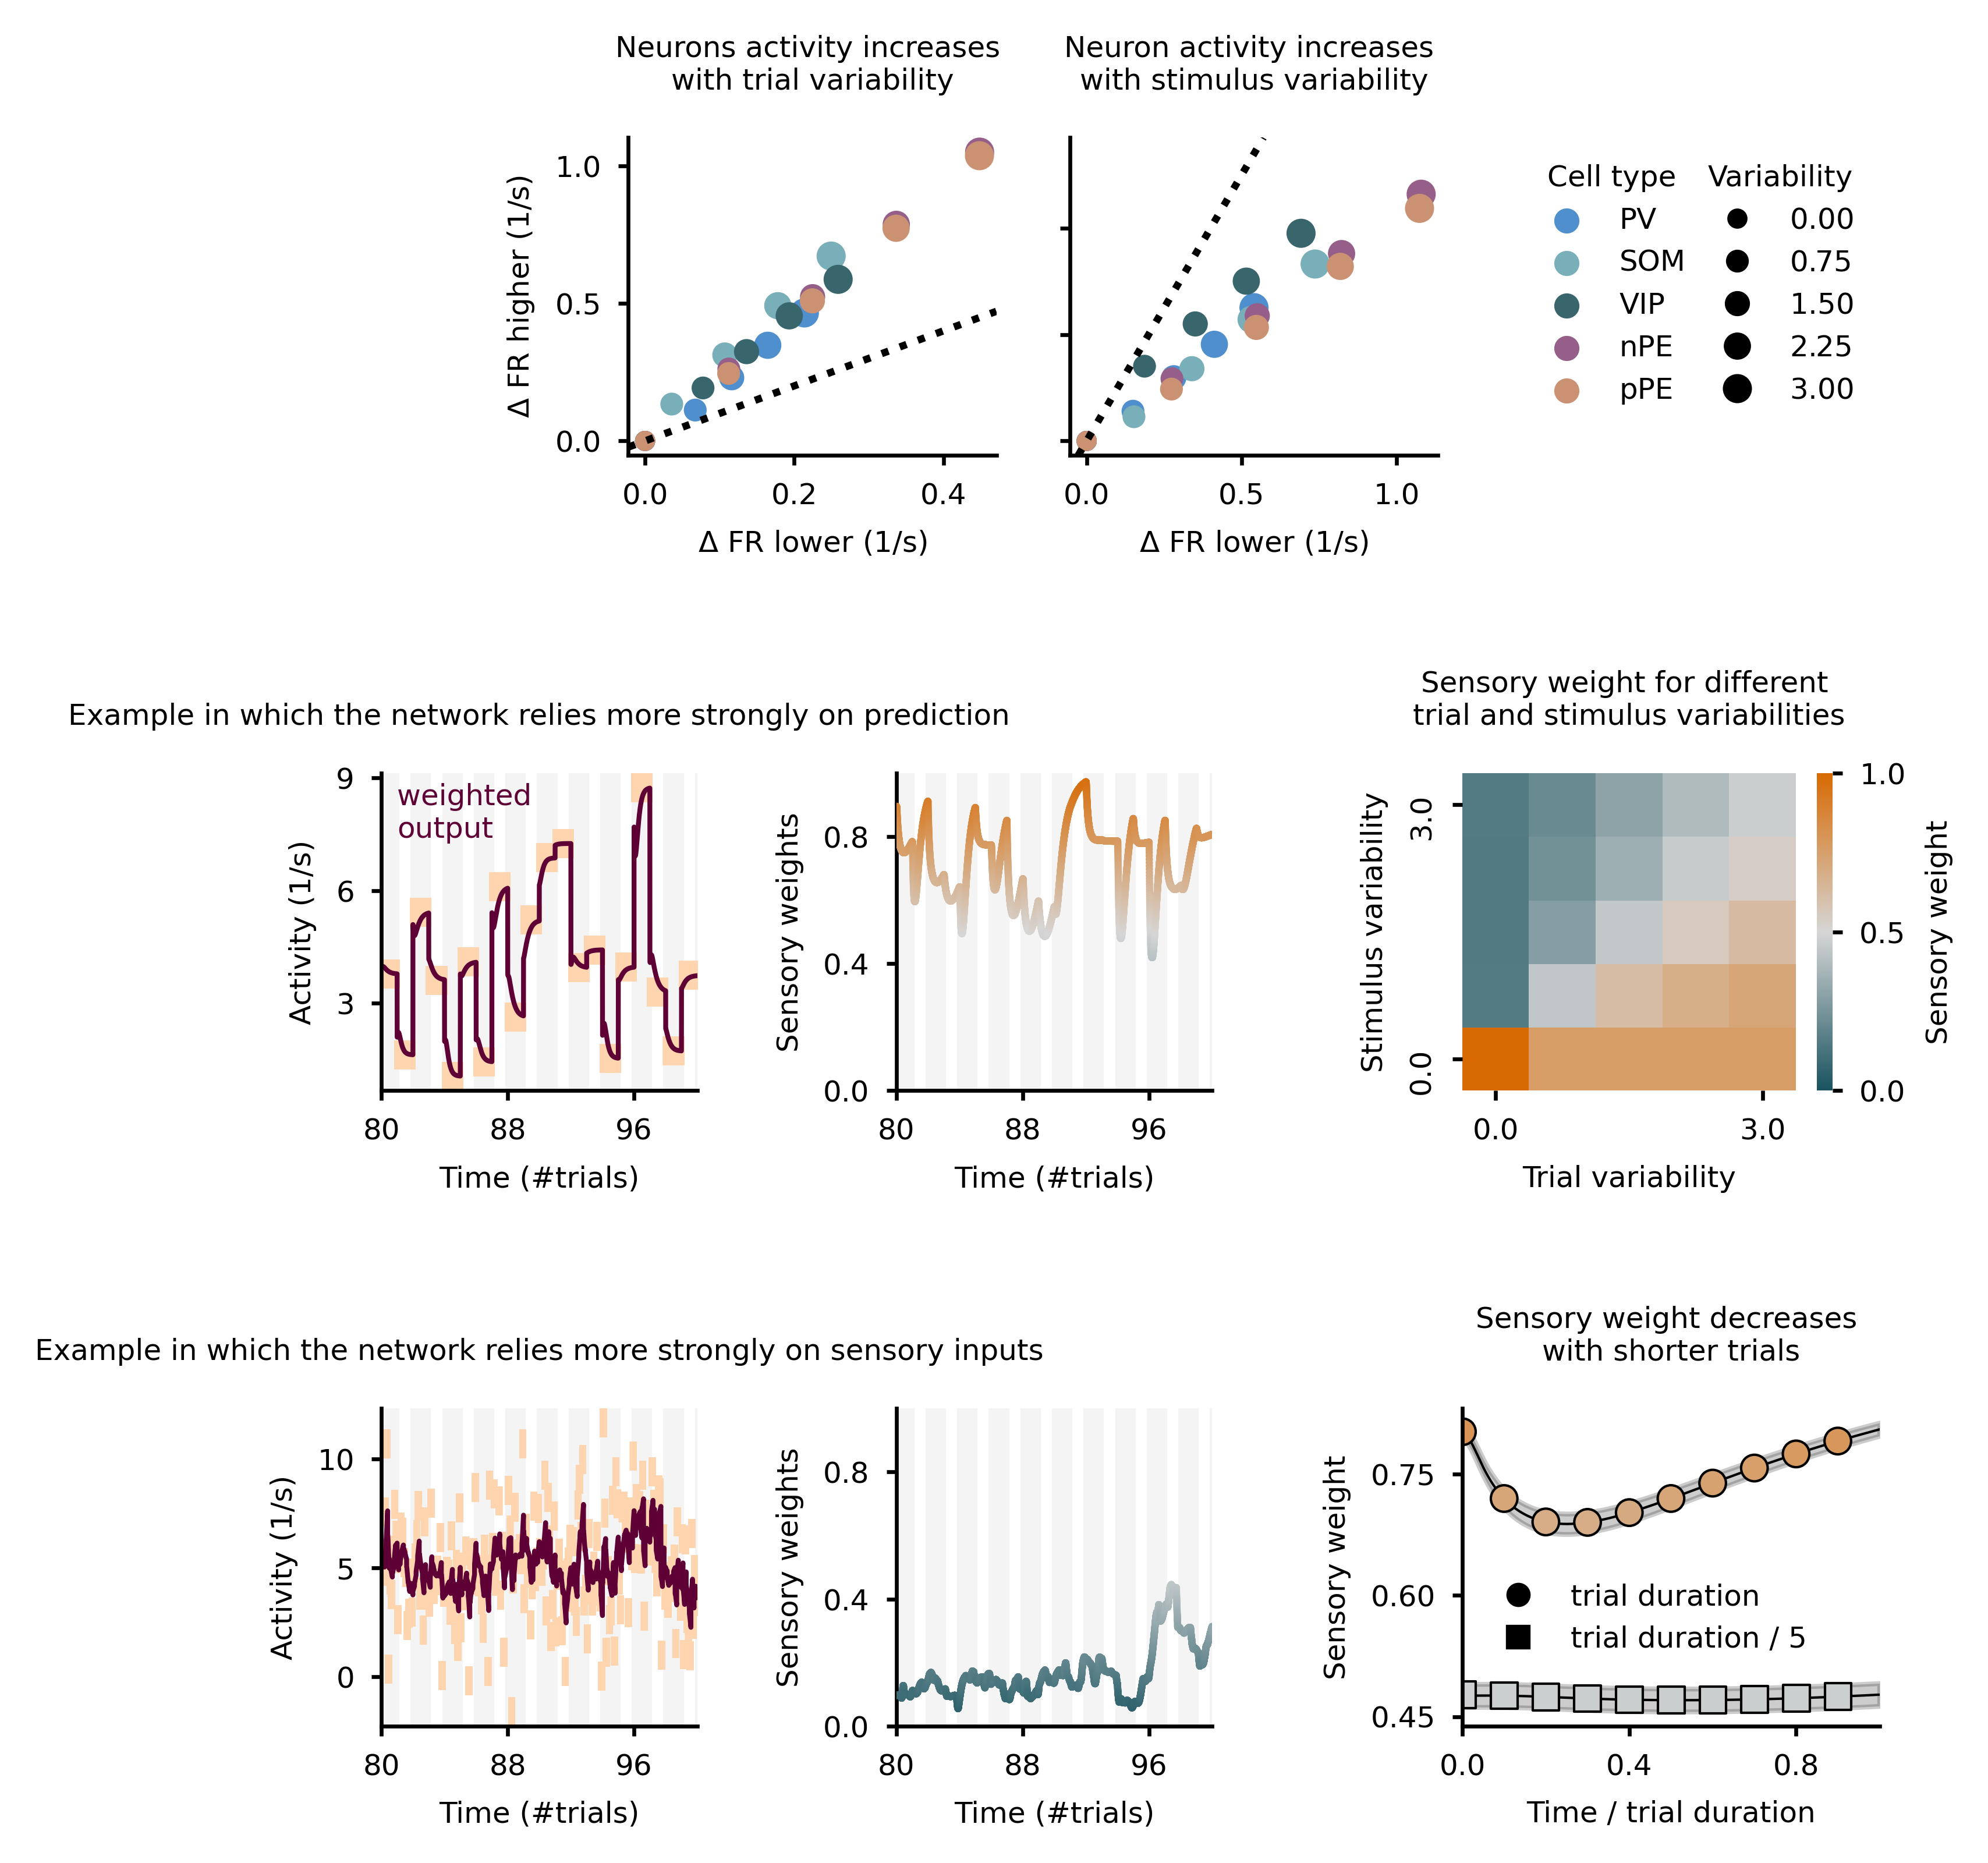 Neurons activity increases
with trial variability
Neuron activity increases
with stimulus variability
Δ FR higher (1/s)
1.0
0.5
0.0
0.0 0.2 0.4
Δ FR lower (1/s)
0.0 0.5 1.0
Δ FR lower (1/s)
Cell type Variability
PV 0.00
SOM 0.75
VIP 1.50
nPE 2.25
pPE 3.00
Example in which the network relies more strongly on prediction
Activity (1/s)
9
6
3
weighted
output
80 88 96
Time (#trials)
Sensory weights
0.8
0.4
0.0
80 88 96
Time (#trials)
Sensory weight for different
trial and stimulus variabilities
Stimulus variability
3.0
0.0
0.0 3.0
Trial variability
1.0
0.5
0.0
Sensory weight
Example in which the network relies more strongly on sensory inputs
Activity (1/s)
10
5
0
80 88 96
Time (#trials)
Sensory weights
0.8
0.4
0.0
80 88 96
Time (#trials)
Sensory weight decreases
with shorter trials
Sensory weight
0.75
0.60
0.45
trial duration
trial duration / 5
0.0 0.4 0.8
Time / trial duration